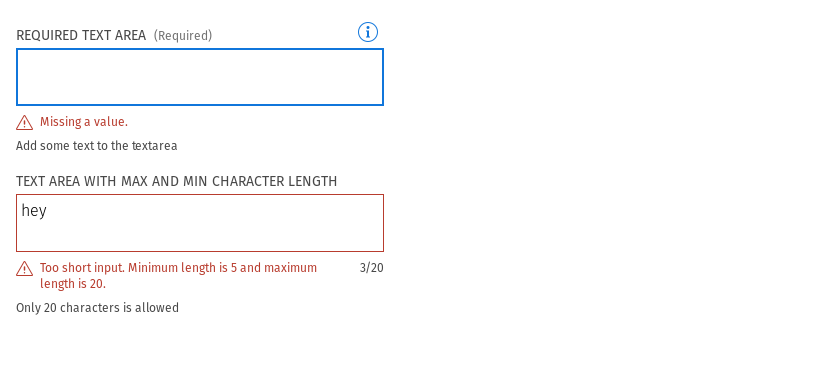 REQUIRED TEXT AREA (Required)
Missing a value.
Add some text to the textarea
TEXT AREA WITH MAX AND MIN CHARACTER LENGTH
hey
Too short input. Minimum length is 5 and maximum 3/20
length is 20.
Only 20 characters is allowed